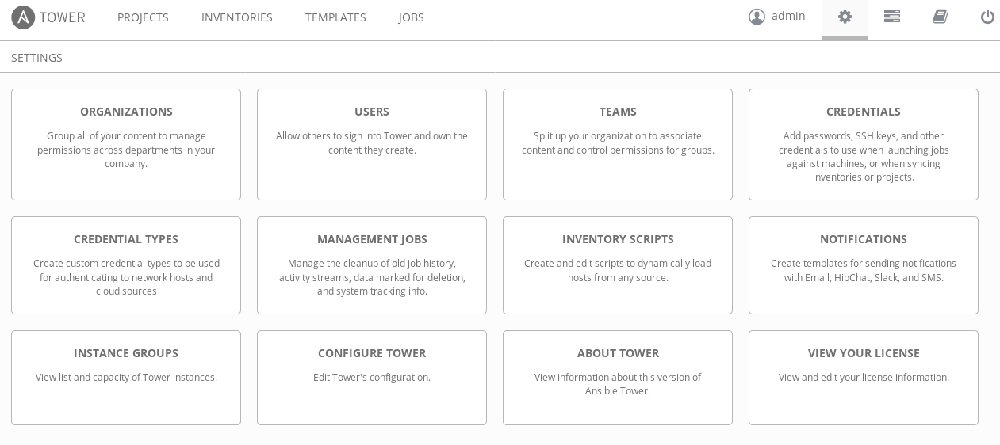 TOWER PROJECTS INVENTORIES TEMPLATES JOBS admin
SETTINGS
ORGANIZATIONS
Group all of your content to manage
permissions across departments in your
company.
USERS
Allow others to sign into Tower and own the
content they create.
TEAMS
Split up your organization to associate
content and control permissions for groups.
CREDENTIALS
Add passwords, SSH keys, and other
credentials to use when launching jobs
against machines, or when syncing
inventories or projects.
CREDENTIAL TYPES
Create custom credential types to be used
for authenticating to network hosts and
cloud sources
MANAGEMENT JOBS
Manage the cleanup of old job history,
activity streams, data marked for deletion,
and system tracking info.
INVENTORY SCRIPTS
Create and edit scripts to dynamically load
hosts from any source.
NOTIFICATIONS
Create templates for sending notifications
with Email, HipChat, Slack, and SMS.
INSTANCE GROUPS
View list and capacity of Tower instances.
CONFIGURE TOWER
Edit Tower's configuration.
ABOUT TOWER
View information about this version of
Ansible Tower.
VIEW YOUR LICENSE
View and edit your license information.